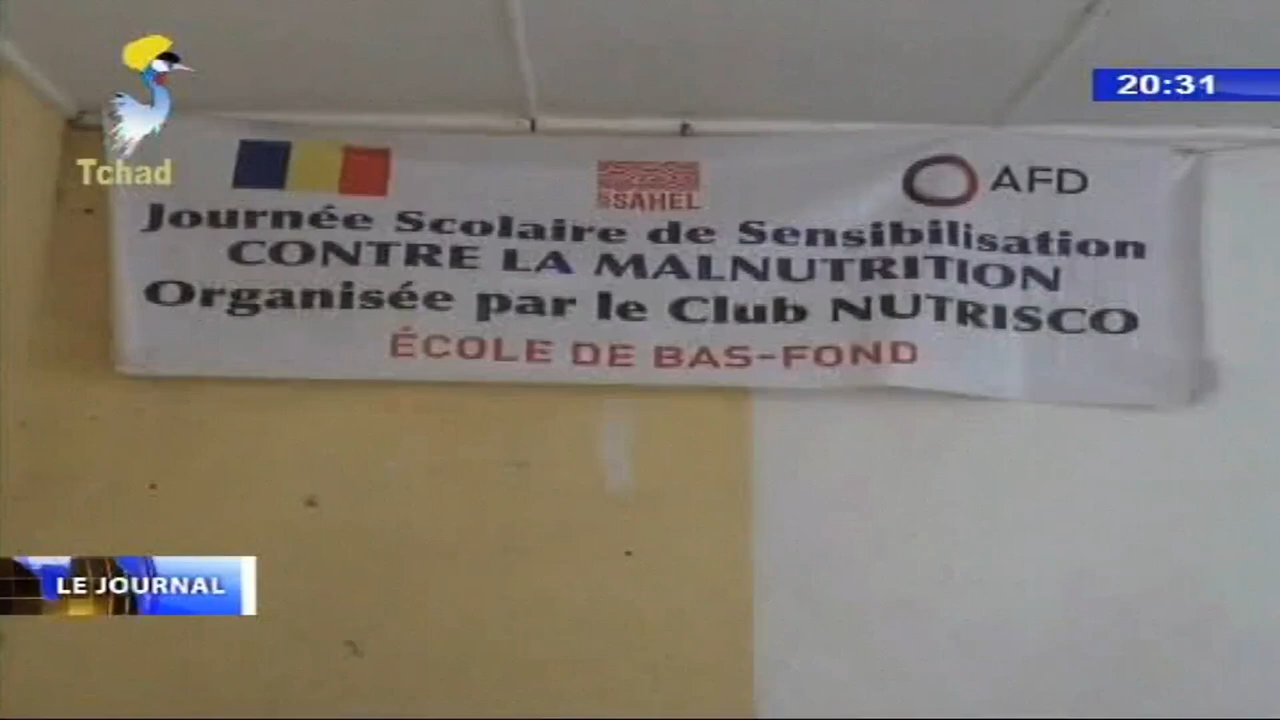 20:31
Tchad
SAHEL
AFD
Journée Scolaire de Sensibilisation
CONTRE LA MALNUTRITION
Organisée par le Club NUTRISCO
ÉCOLE DE BAS-FOND
LE JOURNAL